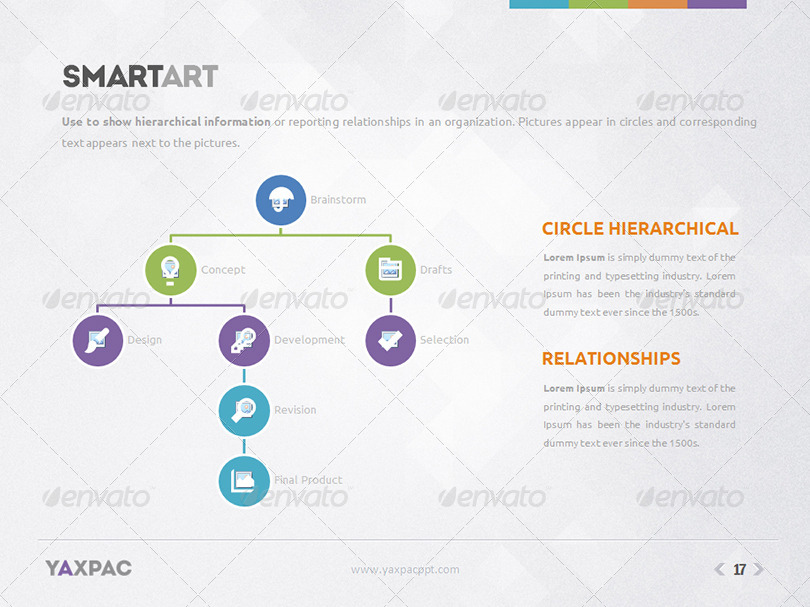 SMARTART
Use to show hierarchical information or reporting relationships in an organization. Pictures appear in circles and corresponding
text appears next to the pictures.
Brainstorm
Concept
Drafts
Design
Development
Selection
Revision
Final Product
CIRCLE HIERARCHICAL
Lorem Ipsum is simply dummy text of the
printing and typesetting industry. Lorem
Ipsum has been the industry's standard
dummy text ever since the 1500s.
RELATIONSHIPS
Lorem Ipsum is simply dummy text of the
printing and typesetting industry. Lorem
Ipsum has been the industry's standard
dummy text ever since the 1500s.
YAXPAC
www.yaxpacppt.com
17
envato envato envato envato
envato envato envato envato
envato envato envato envato